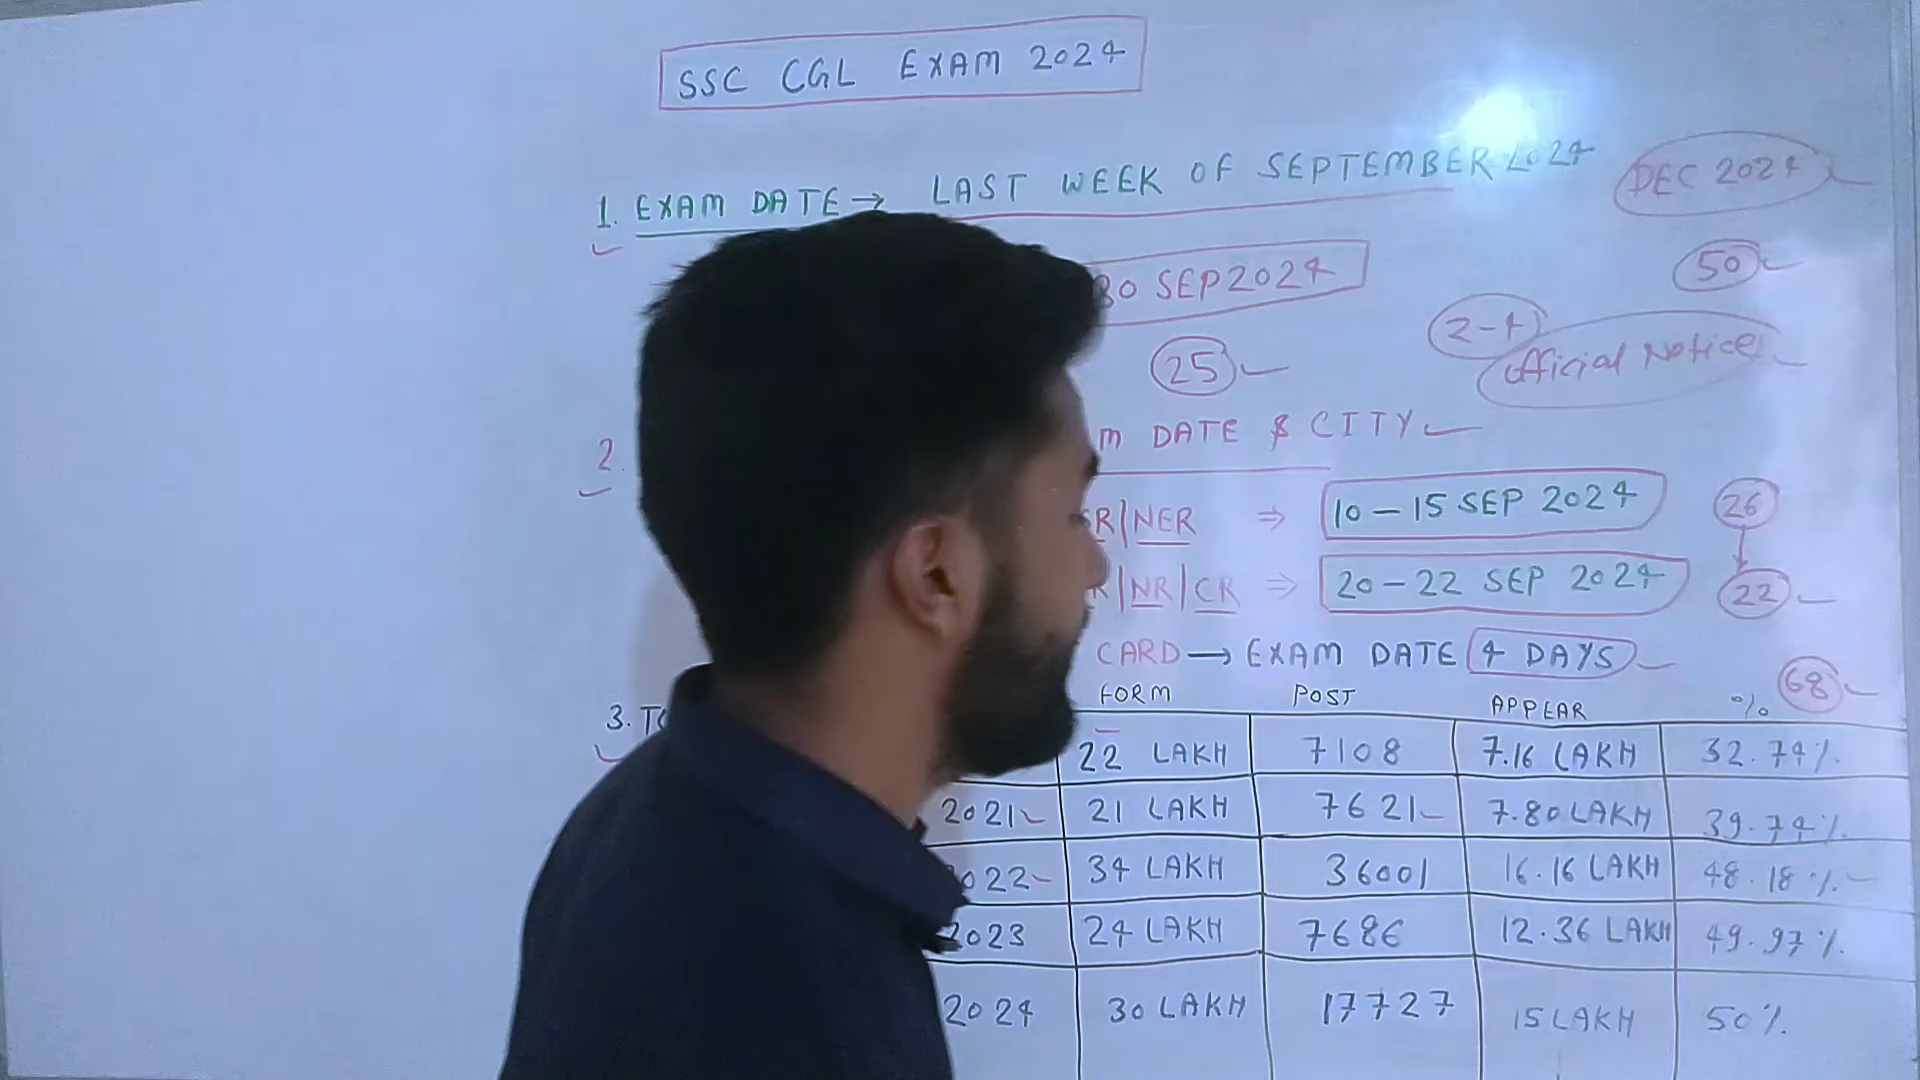 SSC CGL EXAM 2024
1. EXAM DATE → LAST WEEK OF SEPTEMBER 2024
DEC 2024
30 SEP 2024
50
25
2-4
Official Notice
2. M DATE & CITY
R|NER ⇒ 10 – 15 SEP 2024
26
R|NR|CR ⇒ 20 – 22 SEP 2024
22
CARD → EXAM DATE 4 DAYS
68
FORM POST APPEAR %
3. TO
22 LAKH 7108 7.16 LAKH 32.74%
2021 21 LAKH 7621 7.80 LAKH 39.74%
2022 34 LAKH 36001 16.16 LAKH 48.18%
2023 24 LAKH 7686 12.36 LAKH 49.97%
2024 30 LAKH 17727 15 LAKH 50%